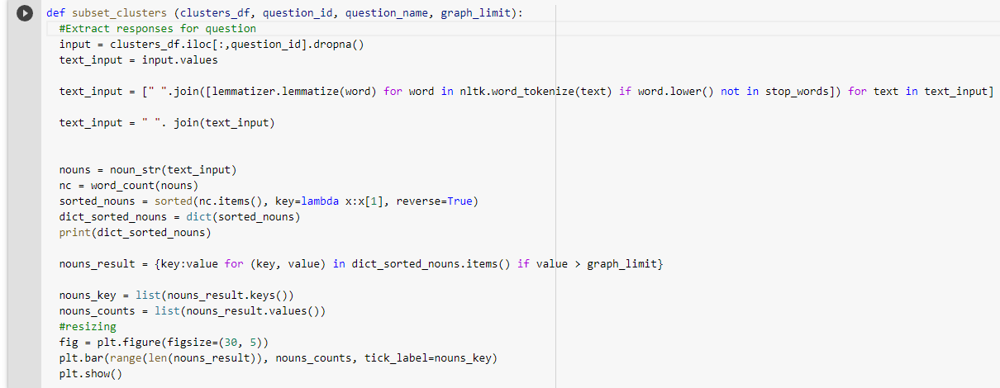 def subset_clusters (clusters_df, question_id, question_name, graph_limit):
#Extract responses for question
input = clusters_df.iloc[:,question_id].dropna()
text_input = input.values
text_input = [" ".join([lemmatizer.lemmatize(word) for word in nltk.word_tokenize(text) if word.lower() not in stop_words]) for text in text_input]
text_input = " ". join(text_input)
nouns = noun_str(text_input)
nc = word_count(nouns)
sorted_nouns = sorted(nc.items(), key=lambda x:x[1], reverse=True)
dict_sorted_nouns = dict(sorted_nouns)
print(dict_sorted_nouns)
nouns_result = {key:value for (key, value) in dict_sorted_nouns.items() if value > graph_limit}
nouns_key = list(nouns_result.keys())
nouns_counts = list(nouns_result.values())
#resizing
fig = plt.figure(figsize=(30, 5))
plt.bar(range(len(nouns_result)), nouns_counts, tick_label=nouns_key)
plt.show()